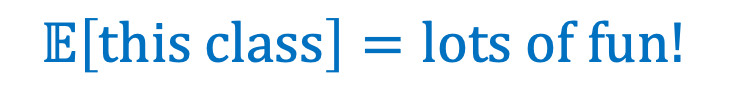 𝔼[this class] = lots of fun!